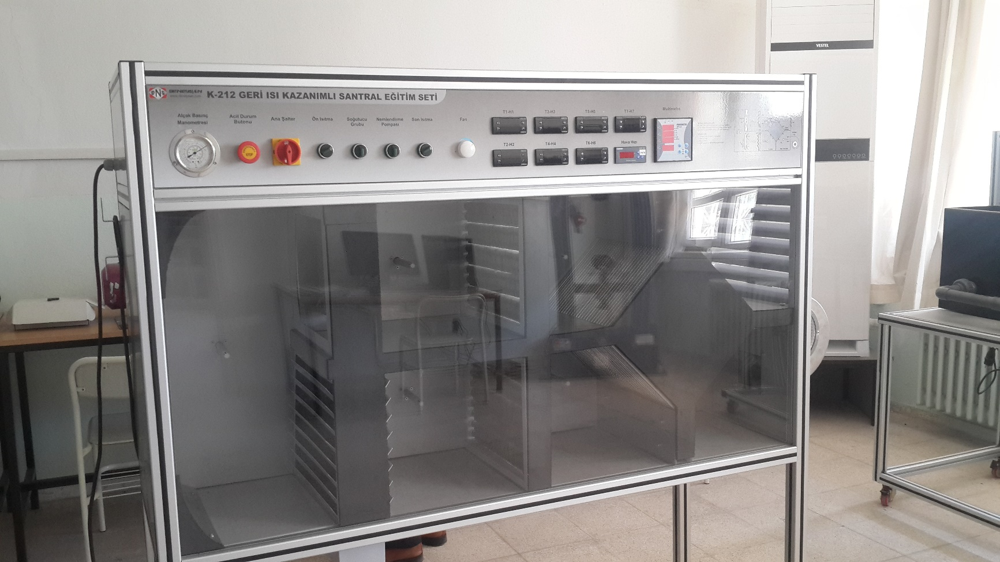 DNS DENEYSAN K-212 GERİ ISI KAZANIMLI SANTRAL EĞİTİM SETİ
Alçak Basınç
Manometresi
Acil Durum
Butonu
Ana Şalter
Ön Isıtma
Soğutucu
Grubu
Nemlendirme
Pompası
Son Isıtma
Fan
T1-H1
T3-H3
T5-H5
T7-H7
Multimetre
T2-H2
T4-H4
T6-H6
Hava Hızı
VESTEL